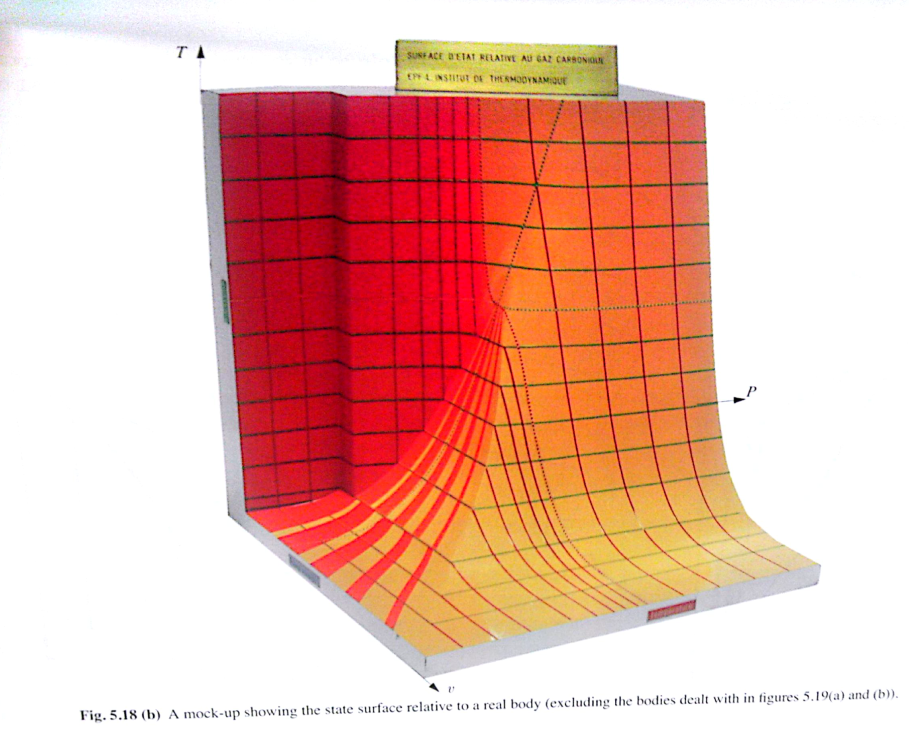 T
SURFACE D'ETAT RELATIVE AU GAZ CARBONIQUE
EPF-L INSTITUT DE THERMODYNAMIQUE
P
v
Fig. 5.18 (b) A mock-up showing the state surface relative to a real body (excluding the bodies dealt with in figures 5.19(a) and (b)).